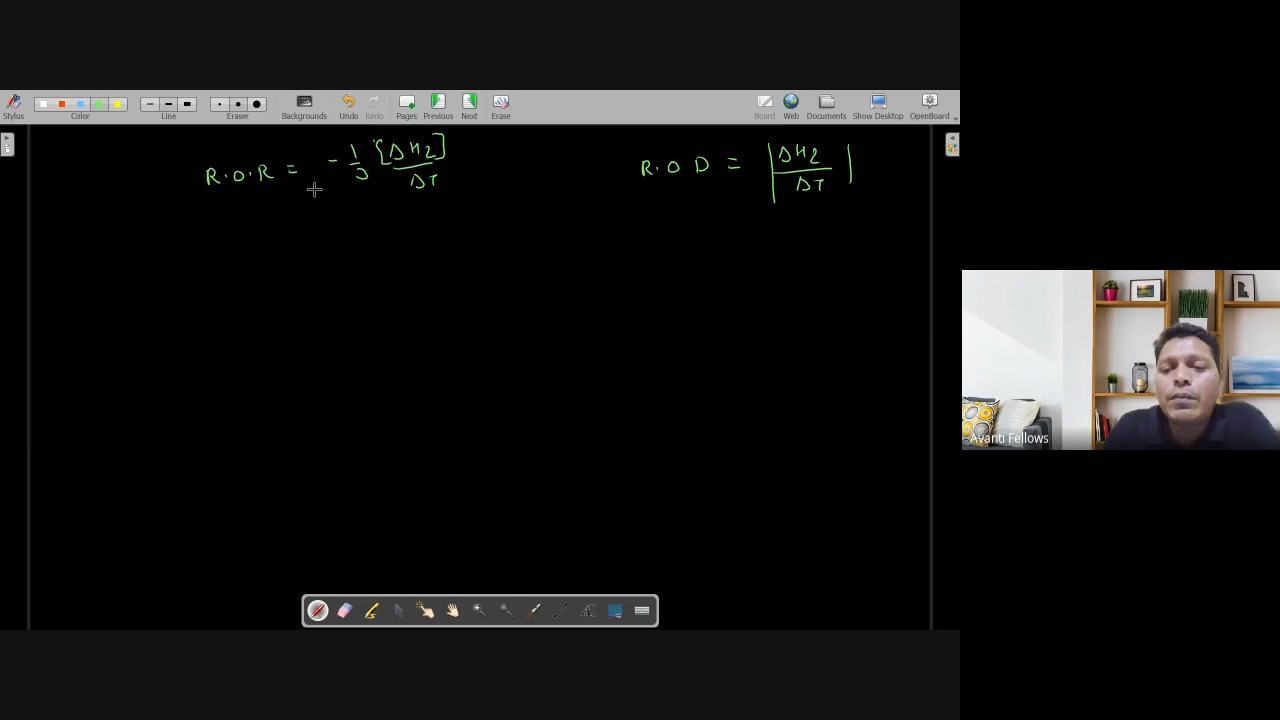 Stylus Color Line Eraser Backgrounds Undo Redo Pages Previous Next Erase Board Web Documents Show Desktop OpenBoard
R.O.R = - 1/3 [ΔH2]/ΔT
R.O D = |ΔH2/ΔT|
Avanti Fellows